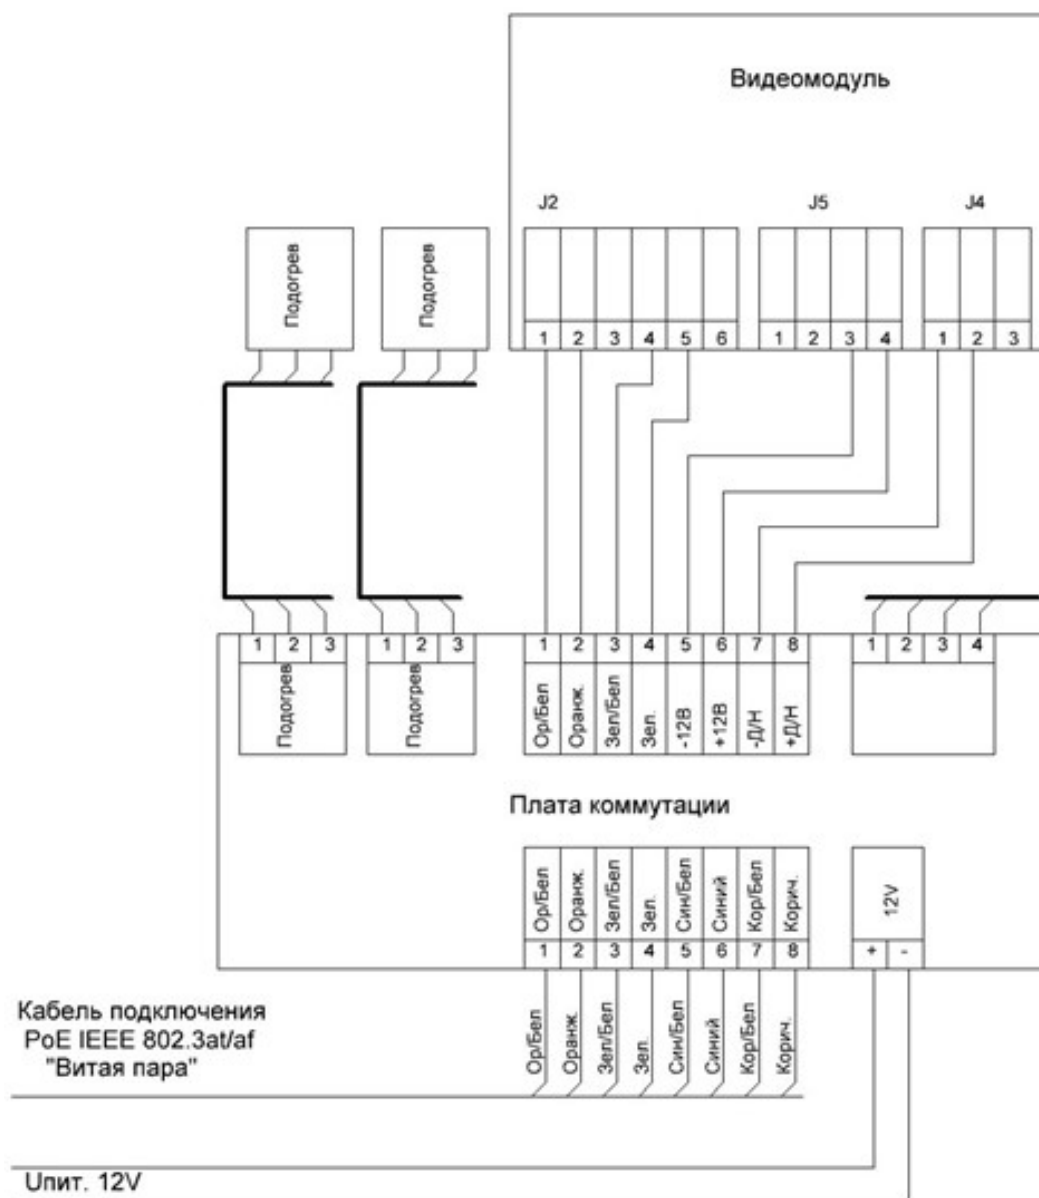 Видеомодуль
J2 J5 J4
Подогрев Подогрев
1 2 3 4 5 6 1 2 3 4 1 2 3
1 2 3 1 2 3 1 2 3 4 5 6 7 8 1 2 3 4
Подогрев Подогрев Ор/Бел Оранж. Зел/Бел Зел. -12В +12В -Д/Н +Д/Н
Плата коммутации
Ор/Бел Оранж. Зел/Бел Зел. Син/Бел Синий Кор/Бел Корич. 12V
1 2 3 4 5 6 7 8 + -
Кабель подключения
PoE IEEE 802.3at/af
"Витая пара"
Ор/Бел Оранж. Зел/Бел Зел. Син/Бел Синий Кор/Бел Корич.
Uпит. 12V